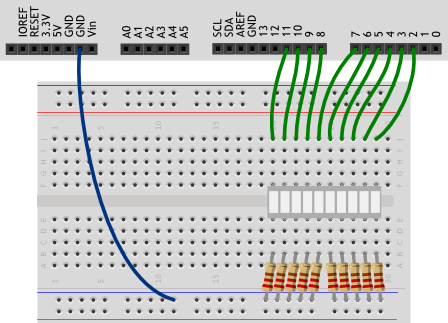 IOREF
RESET
3.3V
5V
GND
GND
Vin
A0
A1
A2
A3
A4
A5
SCL
SDA
AREF
GND
13
12
11
10
9
8
7
6
5
4
3
2
1
0
1
5
10
15
J
I
H
G
F
J
I
H
G
F
E
D
C
B
A
E
D
C
B
A
1
5
10
15